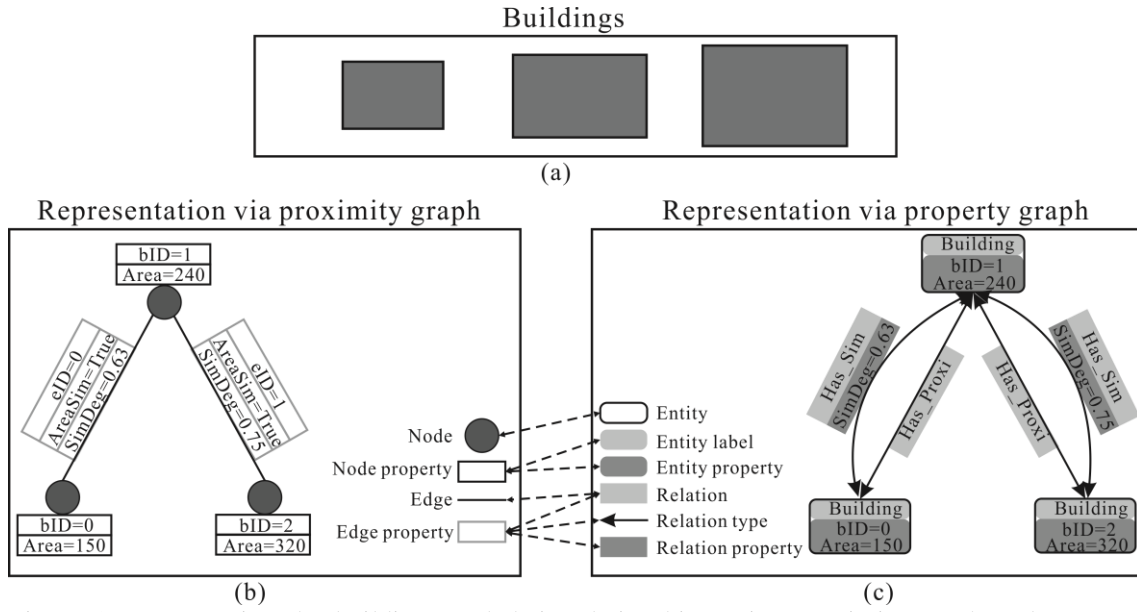 Buildings
(a)
Representation via proximity graph
bID=1
Area=240
eID=0
AreaSim=True
SimDeg=0.63
eID=1
AreaSim=True
SimDeg=0.75
bID=0
Area=150
bID=2
Area=320
Node
Node property
Edge
Edge property
(b)
Representation via property graph
Building
bID=1
Area=240
Has_Sim
SimDeg=0.63
Has_Proxi
Has_Proxi
Has_Sim
SimDeg=0.75
Entity
Entity label
Entity property
Relation
Relation type
Relation property
Building
bID=0
Area=150
Building
bID=2
Area=320
(c)